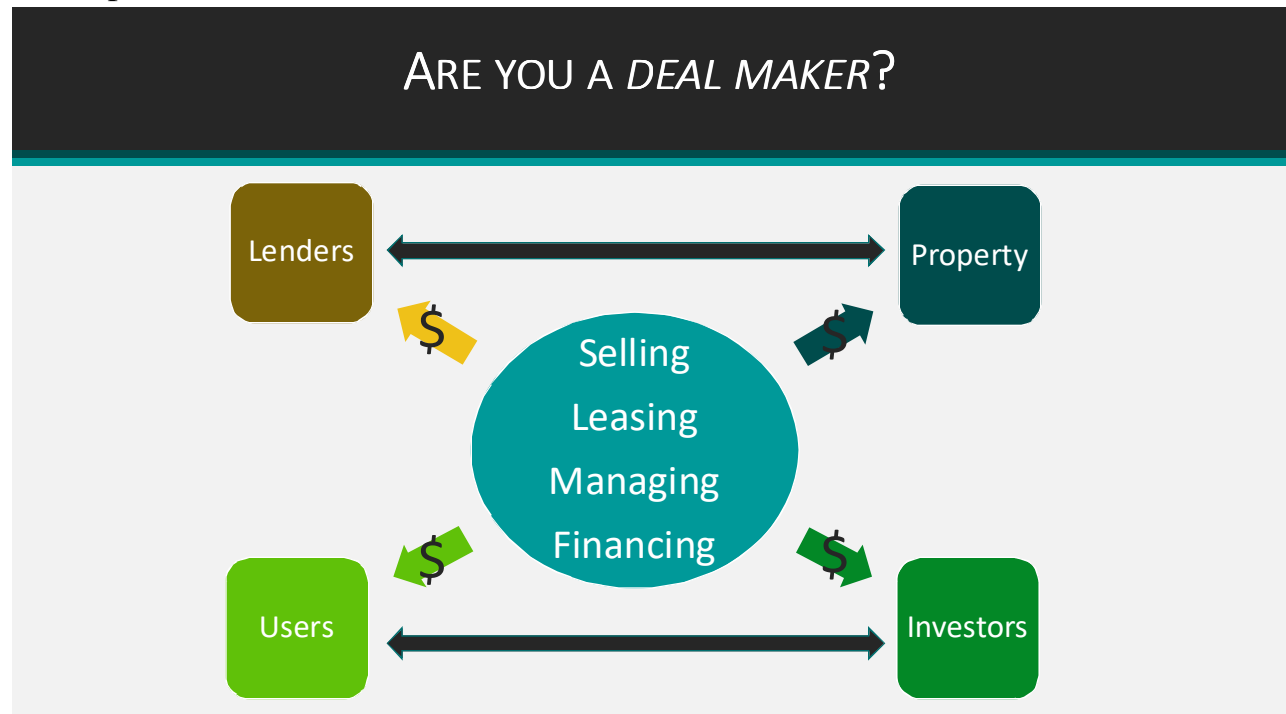 ARE YOU A DEAL MAKER?
Lenders
Property
$
$
Selling
Leasing
Managing
Financing
$
$
Users
Investors